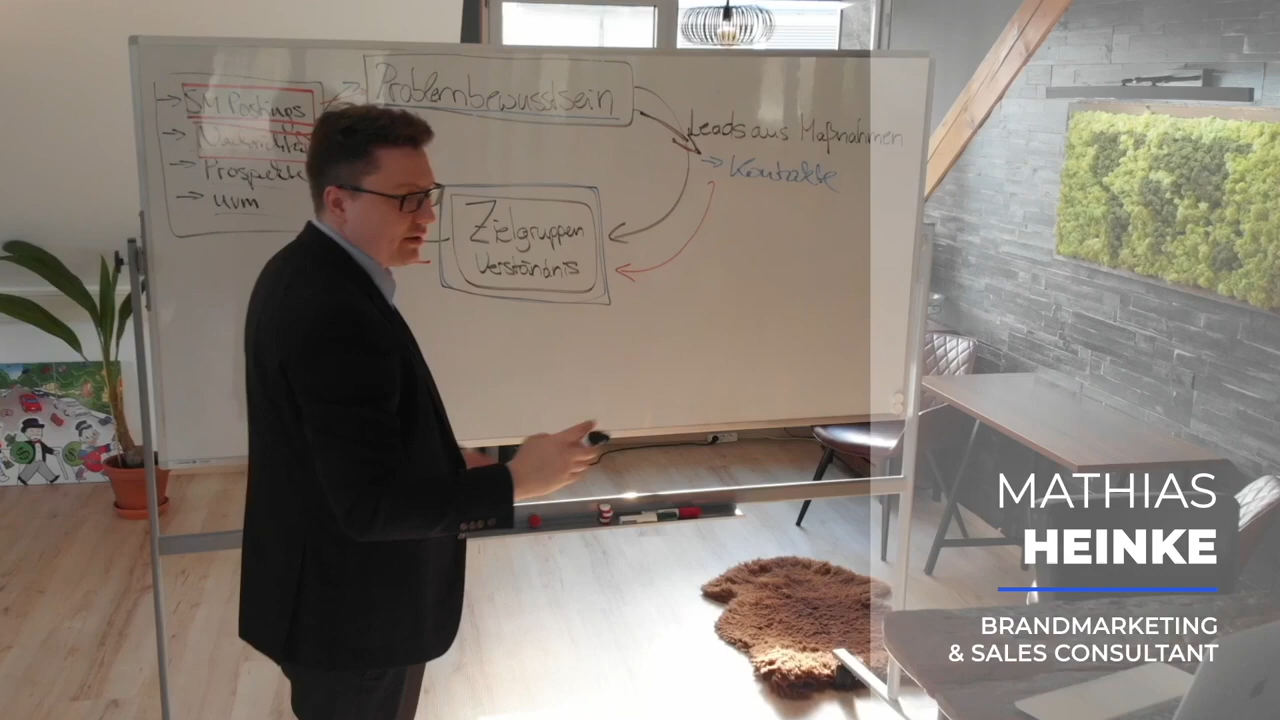 Problembewusstsein
→ SM Postings
→
→ Prospekte
→ uvm
Leads aus Maßnahmen
→ Kontakte
Zielgruppen
Verständnis
MATHIAS
HEINKE
BRANDMARKETING
& SALES CONSULTANT